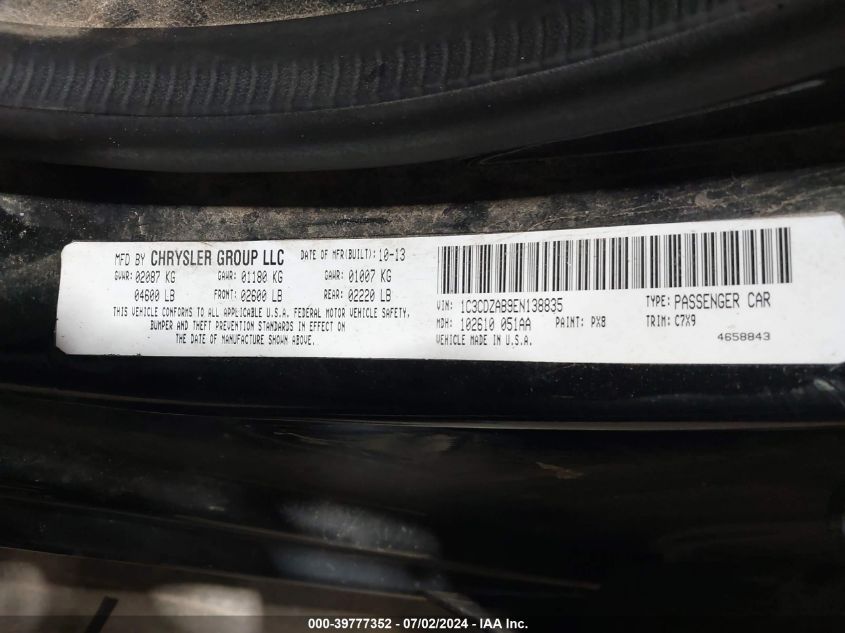 MFD BY CHRYSLER GROUP LLC DATE OF MFR(BUILT): 10-13
GVWR: 02087 KG GAWR: 01180 KG GAWR: 01007 KG
04600 LB FRONT: 02600 LB REAR: 02220 LB
THIS VEHICLE CONFORMS TO ALL APPLICABLE U.S.A. FEDERAL MOTOR VEHICLE SAFETY,
BUMPER AND THEFT PREVENTION STANDARDS IN EFFECT ON
THE DATE OF MANUFACTURE SHOWN ABOVE.
VIN: 1C3CDZAB9EN138835 TYPE: PASSENGER CAR
MDH: 102610 051AA PAINT: PX8 TRIM: C7X9
VEHICLE MADE IN U.S.A. 4658843
000-39777352 / 07/02/2024 - IAA Inc.